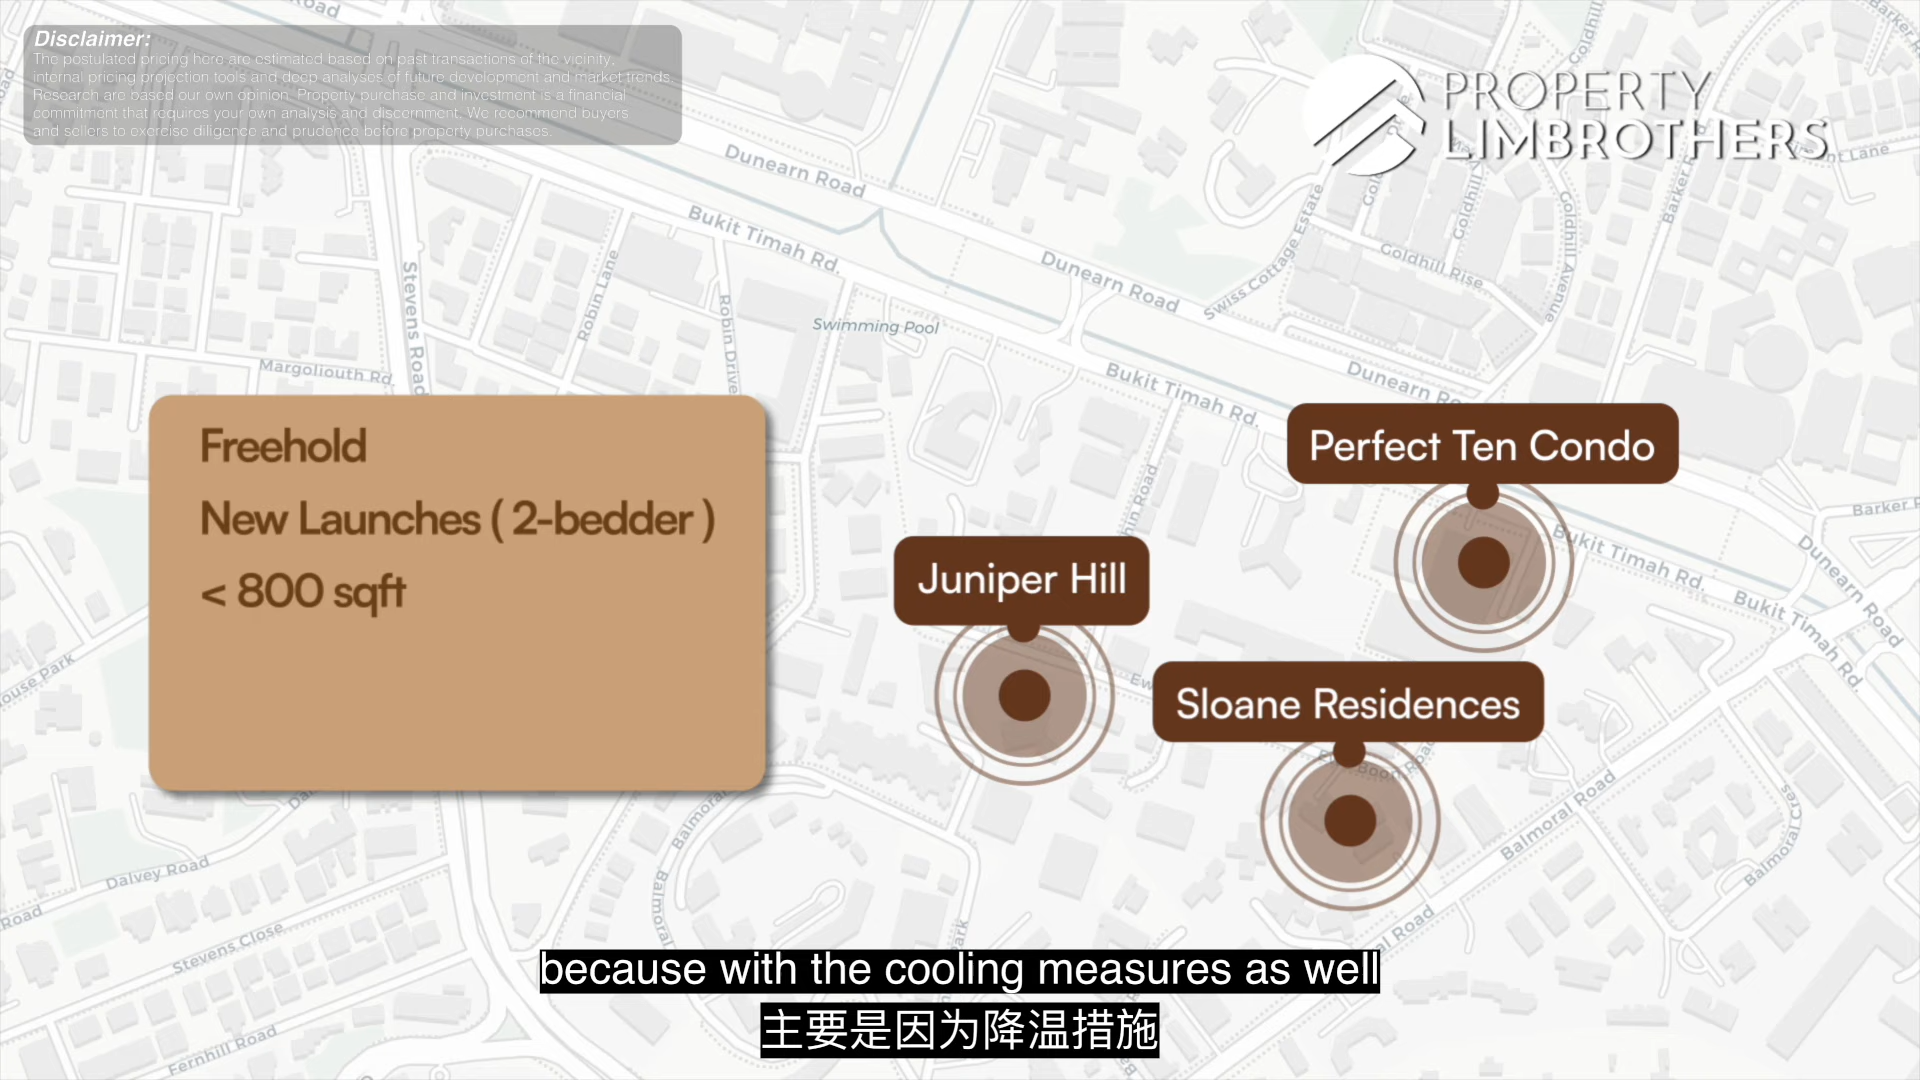 Disclaimer:
The postulated pricing here are estimated based on past transactions of the vicinity,
internal pricing projection tools and deep analyses of future development and market trends.
Research are based our own opinion. Property purchase and investment is a financial
commitment that requires your own analysis and discernment. We recommend buyers
and sellers to exercise diligence and prudence before property purchases.
PROPERTY
LIMBROTHERS
Dunearn Road
Bukit Timah Rd.
Dunearn Road
Swiss Cottage Estate
Goldhill Rise
Goldhill Avenue
Stevens Road
Robin Lane
Robin Drive
Swimming Pool
Margoliouth Rd.
Bukit Timah Rd.
Freehold
New Launches ( 2-bedder )
< 800 sqft
Perfect Ten Condo
Juniper Hill
Sloane Residences
Bukit Timah Rd.
Bukit Timah Rd.
Dunearn Road
Balmoral Road
Dalvey Road
Stevens Close
Fernhill Road
because with the cooling measures as well
主要是因为降温措施